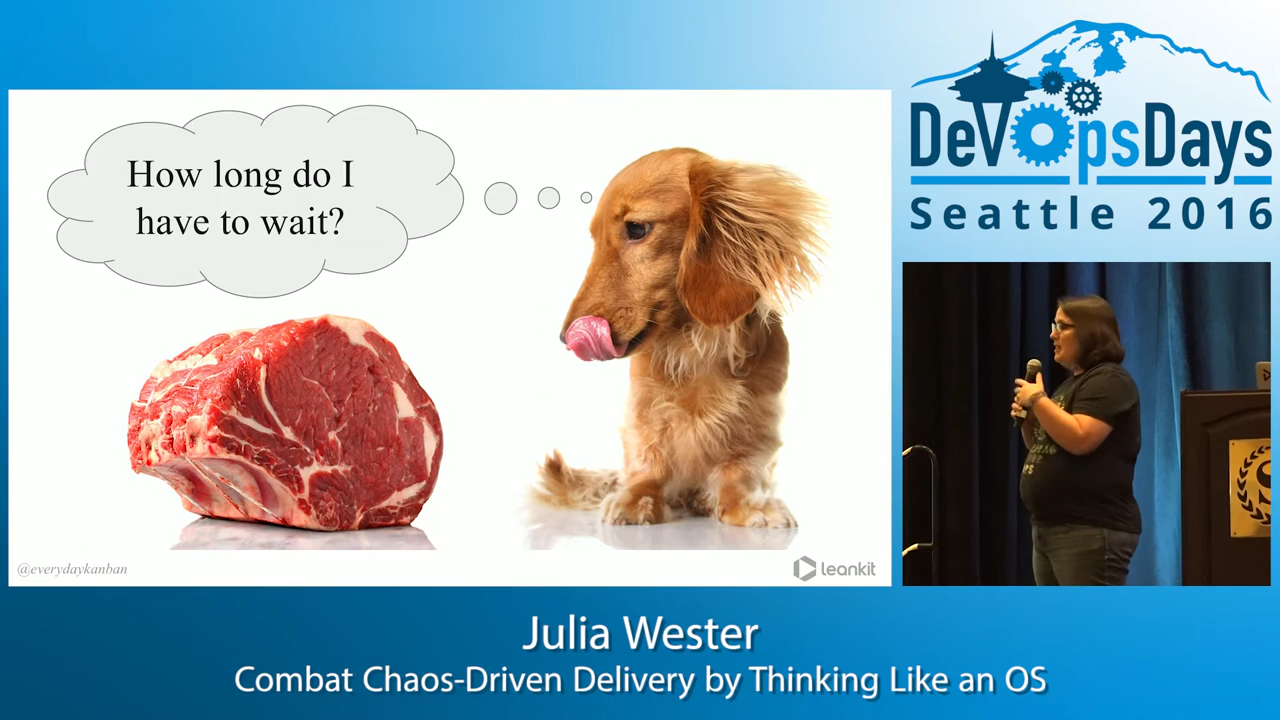 How long do I
have to wait?
@everydaykanban
leankit
DevOpsDays
Seattle 2016
Julia Wester
Combat Chaos-Driven Delivery by Thinking Like an OS